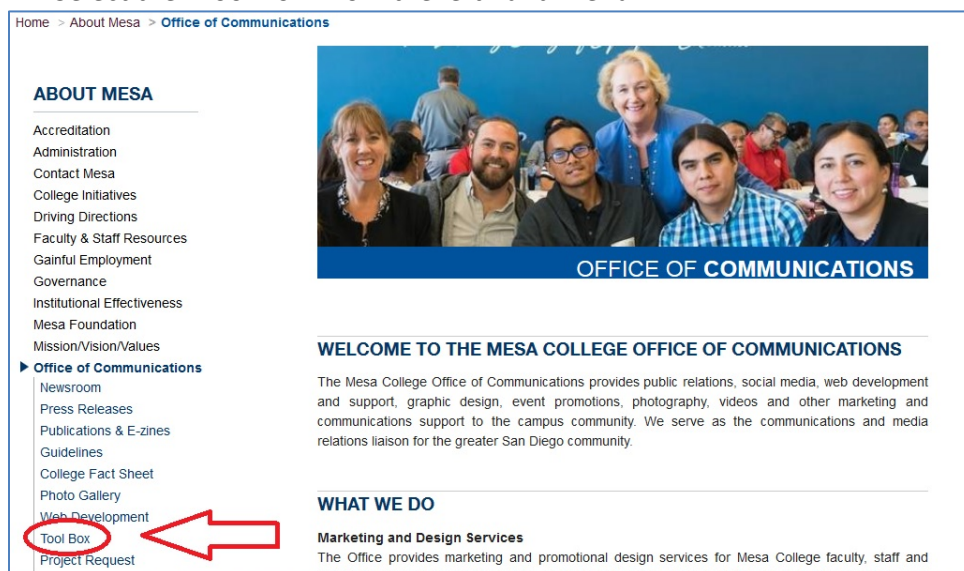 Home > About Mesa > Office of Communications
ABOUT MESA
Accreditation
Administration
Contact Mesa
College Initiatives
Driving Directions
Faculty & Staff Resources
Gainful Employment
Governance
Institutional Effectiveness
Mesa Foundation
Mission/Vision/Values
Office of Communications
Newsroom
Press Releases
Publications & E-zines
Guidelines
College Fact Sheet
Photo Gallery
Web Development
Tool Box
Project Request
OFFICE OF COMMUNICATIONS
WELCOME TO THE MESA COLLEGE OFFICE OF COMMUNICATIONS
The Mesa College Office of Communications provides public relations, social media, web development
and support, graphic design, event promotions, photography, videos and other marketing and
communications support to the campus community. We serve as the communications and media
relations liaison for the greater San Diego community.
WHAT WE DO
Marketing and Design Services
The Office provides marketing and promotional design services for Mesa College faculty, staff and